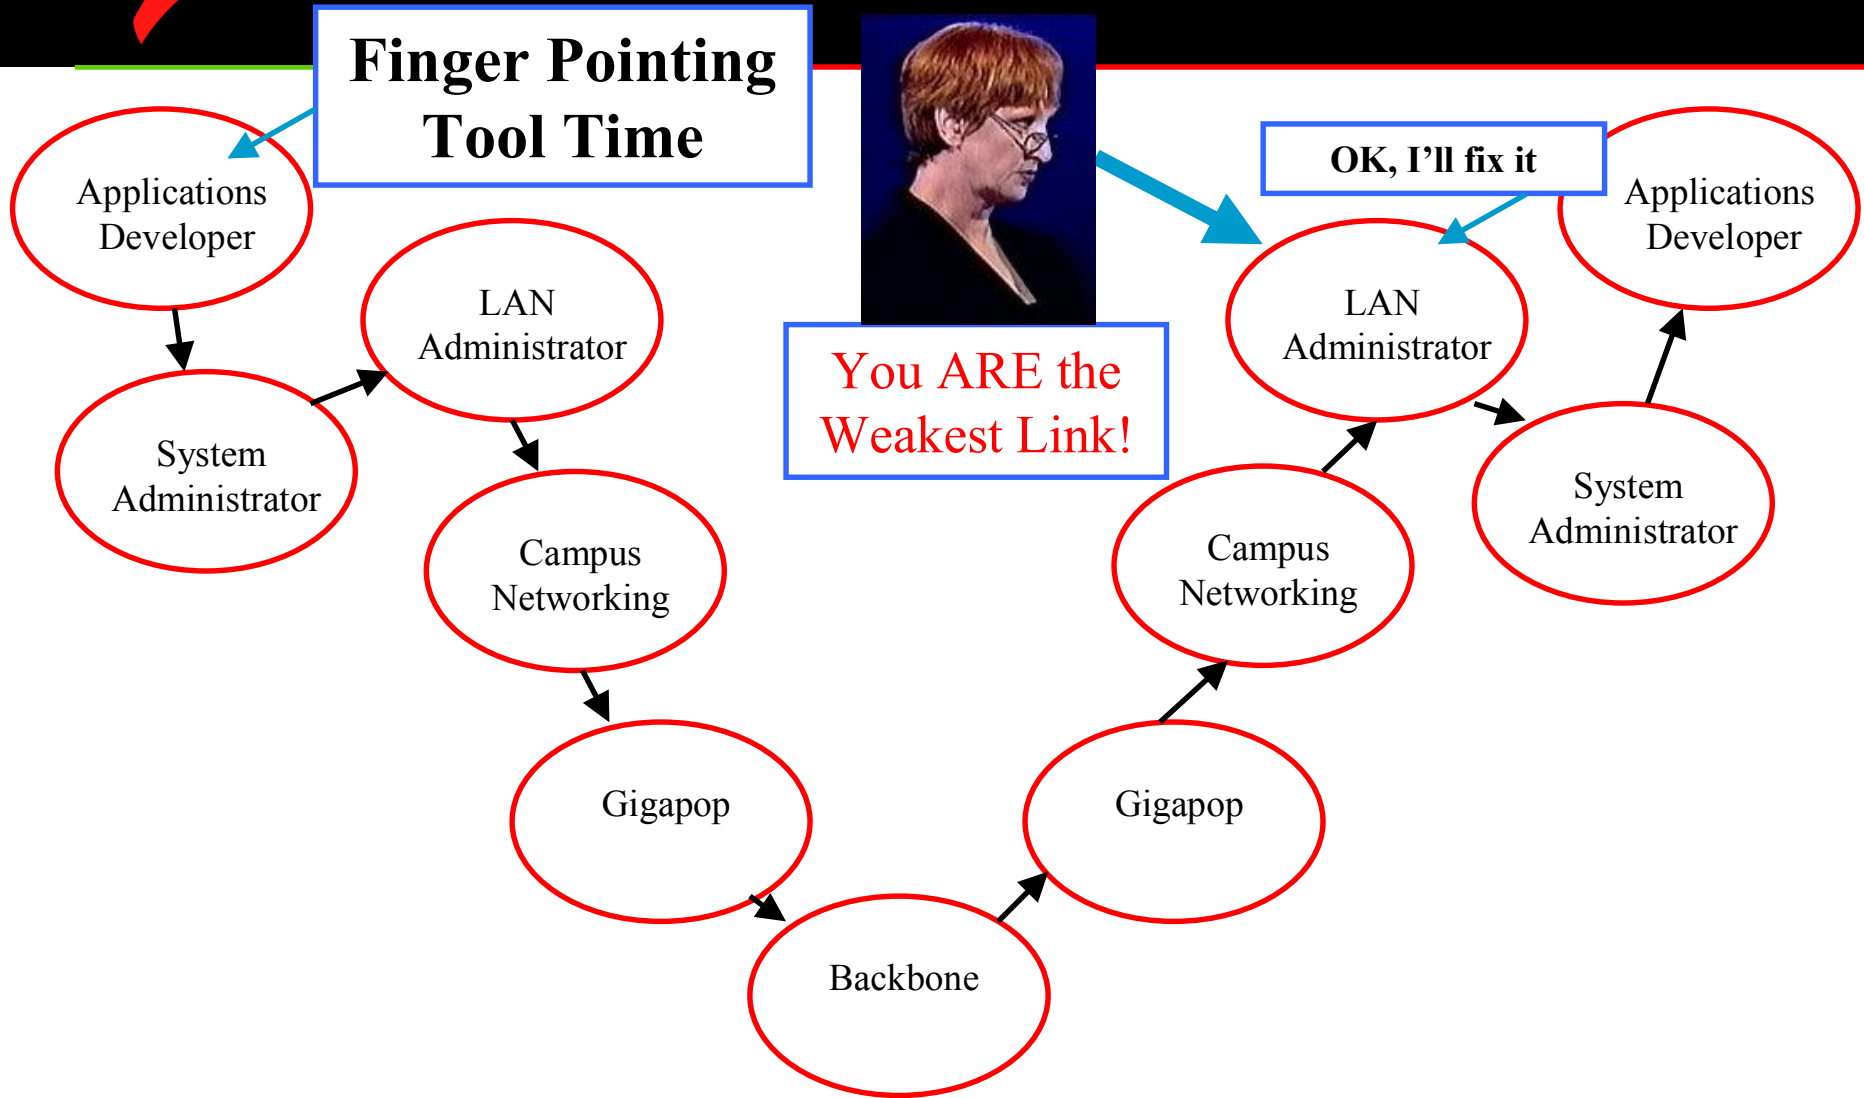 Finger Pointing
Tool Time
OK, I’ll fix it
Applications
Developer
Applications
Developer
LAN
Administrator
You ARE the
Weakest Link!
LAN
Administrator
System
Administrator
System
Administrator
Campus
Networking
Campus
Networking
Gigapop
Gigapop
Backbone